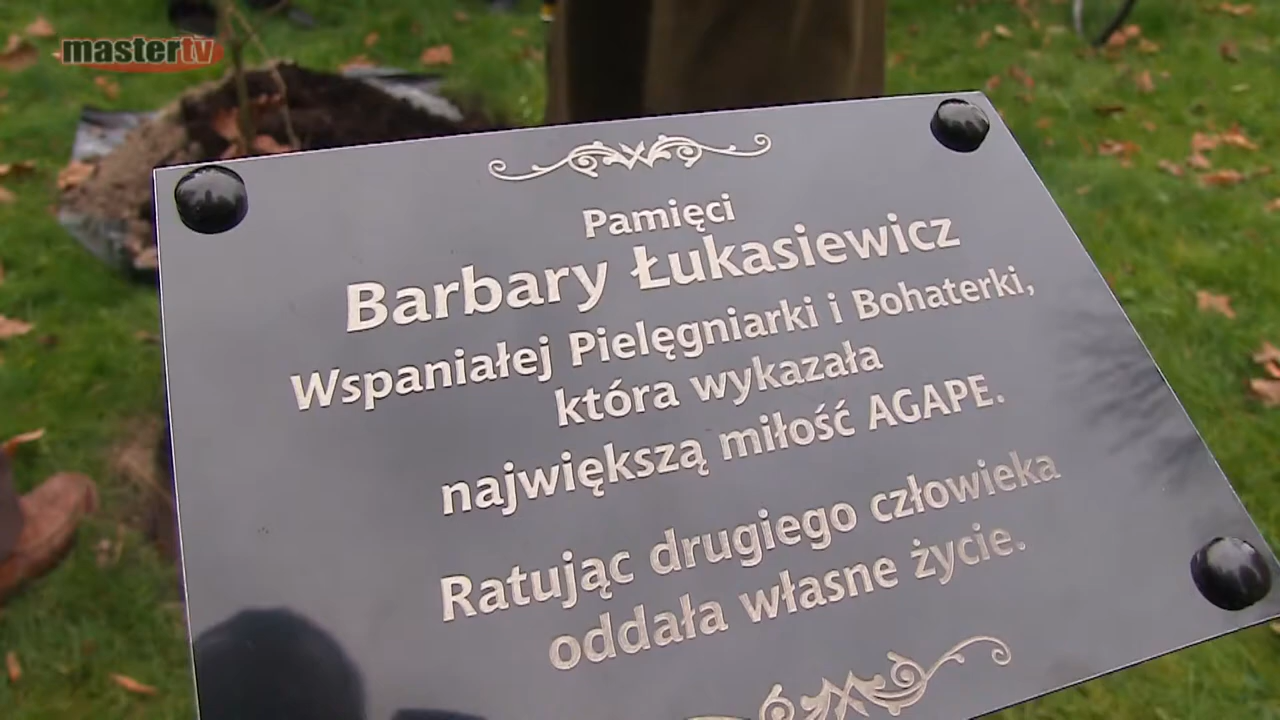 mastertv
Pamięci
Barbary Łukasiewicz
Wspaniałej Pielęgniarki i Bohaterki,
która wykazała
największą miłość AGAPE.
Ratując drugiego człowieka
oddała własne życie.